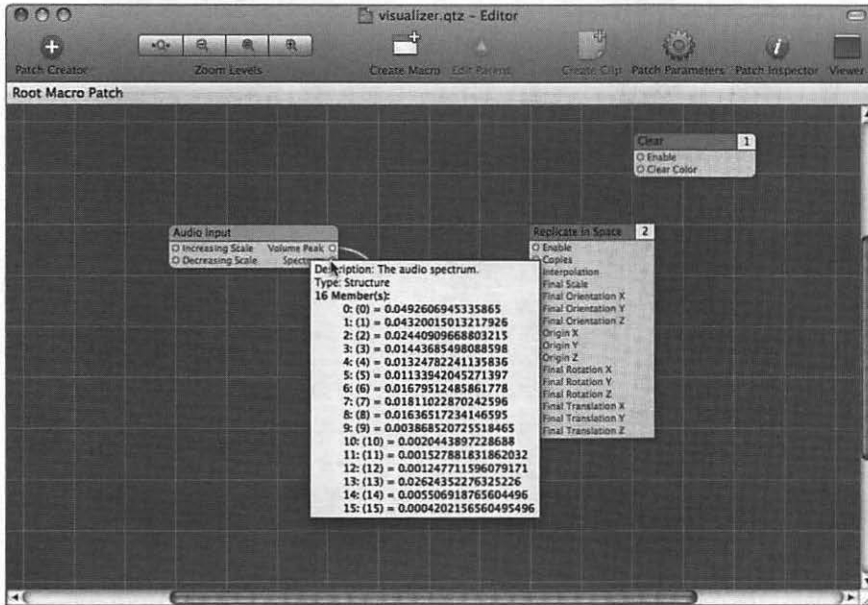 visualizer.qtz – Editor
Patch Creator
Zoom Levels
Create Macro
Edit Parent
Create Clip
Patch Parameters
Patch Inspector
Viewer
Root Macro Patch
Clear 1
Enable
Clear Color
Audio Input
Increasing Scale Volume Peak
Decreasing Scale Spectrum
Description: The audio spectrum.
Type: Structure
16 Member(s):
0: (0) = 0.0492606945335865
1: (1) = 0.04320015013217926
2: (2) = 0.02440909668803215
3: (3) = 0.01443685498088598
4: (4) = 0.01324782241135836
5: (5) = 0.01133942045271397
6: (6) = 0.01679512485861778
7: (7) = 0.01811022870242596
8: (8) = 0.01636517234146595
9: (9) = 0.003868520725518465
10: (10) = 0.0020443897228688
11: (11) = 0.001527881831862032
12: (12) = 0.001247711596079171
13: (13) = 0.02624352276325226
14: (14) = 0.005506918765604496
15: (15) = 0.0004202156560495496
Replicate in Space 2
Enable
Copies
Interpolation
Final Scale
Final Orientation X
Final Orientation Y
Final Orientation Z
Origin X
Origin Y
Origin Z
Final Rotation X
Final Rotation Y
Final Rotation Z
Final Translation X
Final Translation Y
Final Translation Z